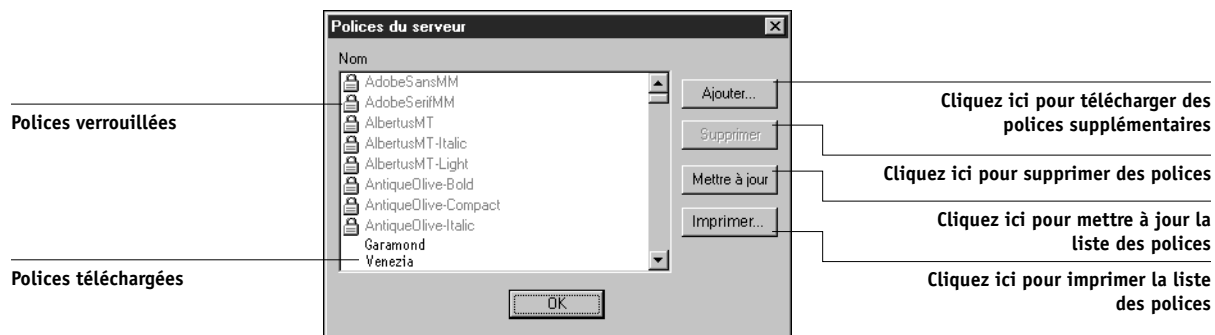 Polices du serveur
Nom
AdobeSansMM
AdobeSerifMM
AlbertusMT
AlbertusMT-Italic
AlbertusMT-Light
AntiqueOlive-Bold
AntiqueOlive-Compact
AntiqueOlive-Italic
Garamond
Venezia
Ajouter...
Supprimer
Mettre à jour
Imprimer...
OK
Polices verrouillées
Polices téléchargées
Cliquez ici pour télécharger des
polices supplémentaires
Cliquez ici pour supprimer des polices
Cliquez ici pour mettre à jour la
liste des polices
Cliquez ici pour imprimer la liste
des polices